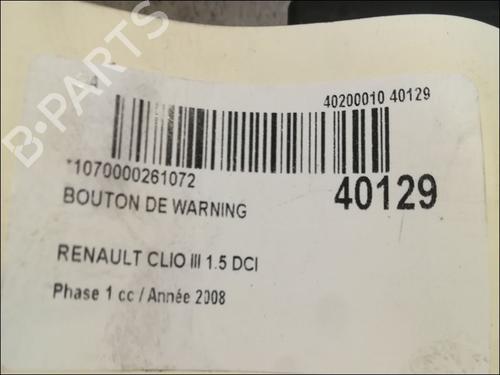 A
40200010 40129
*1070000261072
40129
BOUTON DE WARNING
RENAULT CLIO III 1.5 DCI
Phase 1 cc / Année 2008
B-PARTS